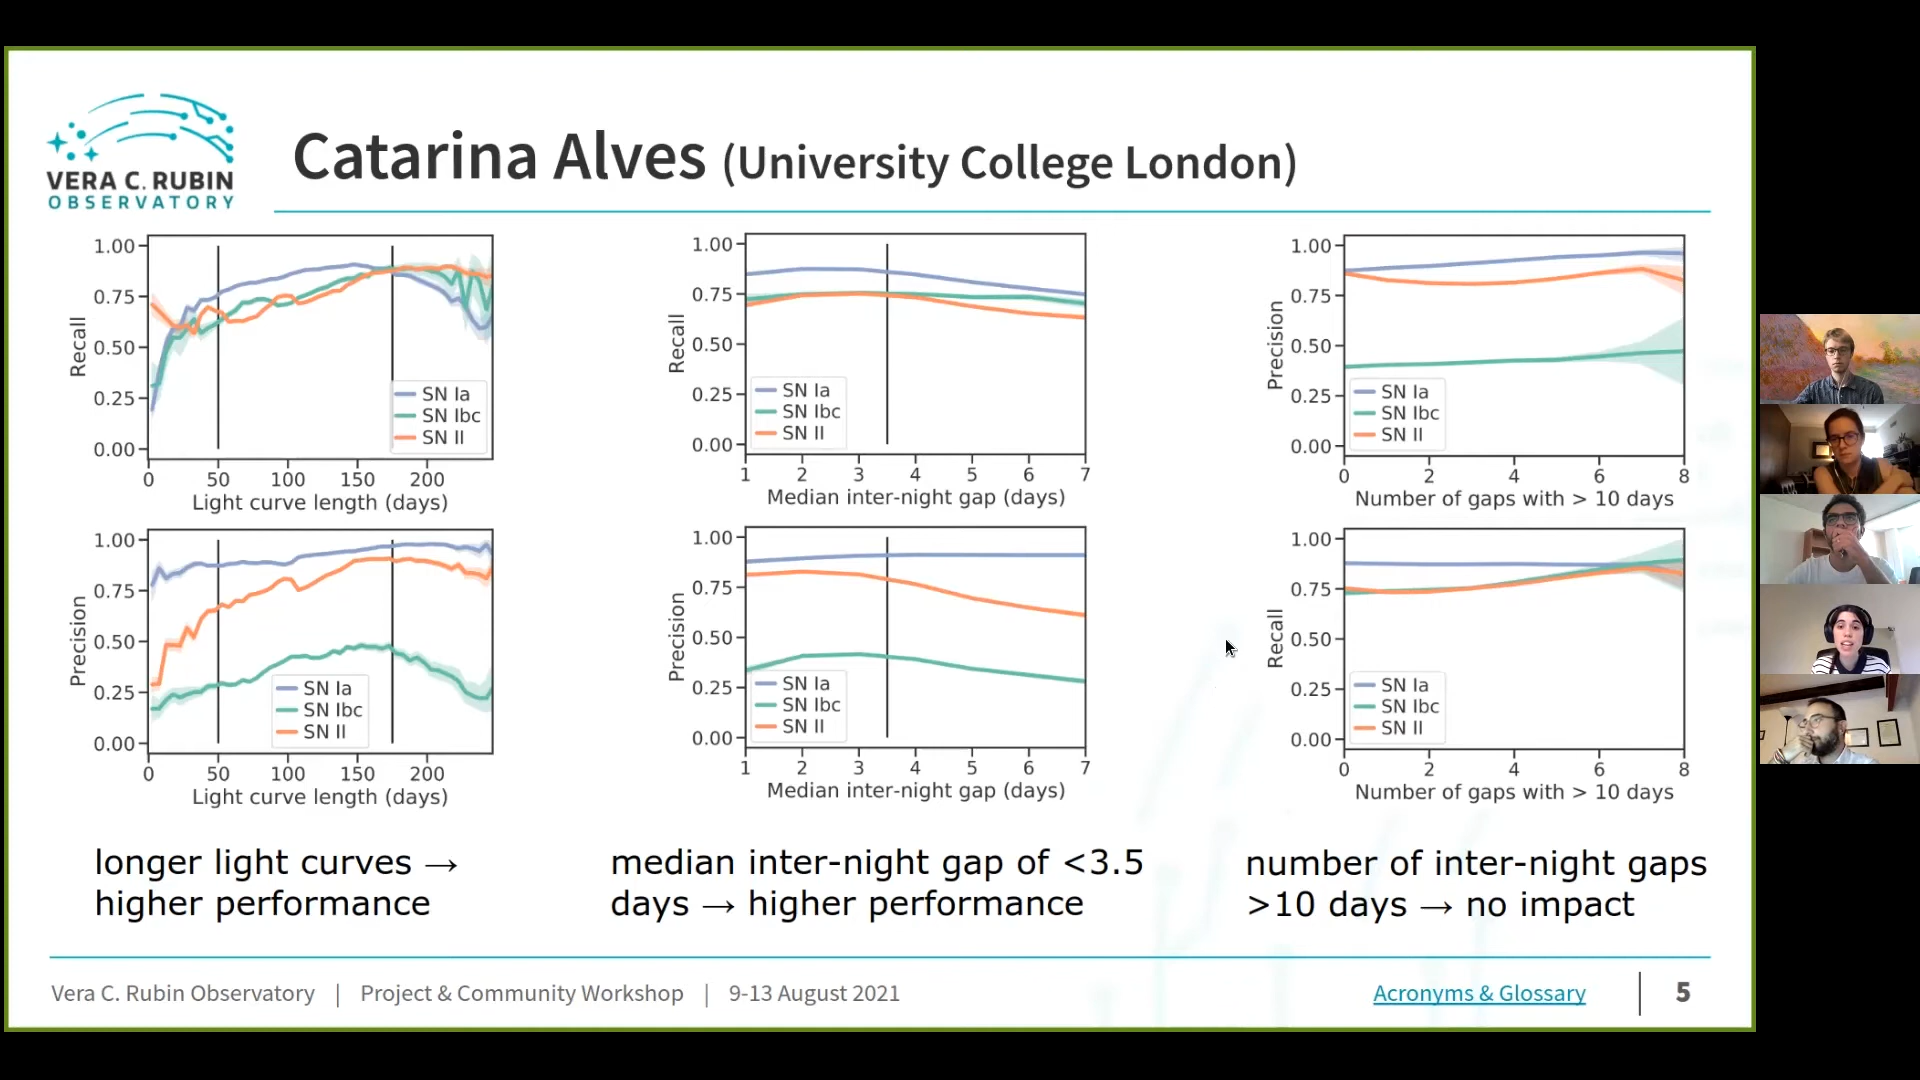 VERA C. RUBIN
OBSERVATORY
Catarina Alves (University College London)
1.00
0.75
0.50
0.25
0.00
Recall
SN Ia
SN Ibc
SN II
0 50 100 150 200
Light curve length (days)
1.00
0.75
0.50
0.25
0.00
Recall
SN Ia
SN Ibc
SN II
1 2 3 4 5 6 7
Median inter-night gap (days)
1.00
0.75
0.50
0.25
0.00
Precision
SN Ia
SN Ibc
SN II
0 2 4 6 8
Number of gaps with > 10 days
1.00
0.75
0.50
0.25
0.00
Precision
SN Ia
SN Ibc
SN II
0 50 100 150 200
Light curve length (days)
1.00
0.75
0.50
0.25
0.00
Precision
SN Ia
SN Ibc
SN II
1 2 3 4 5 6 7
Median inter-night gap (days)
1.00
0.75
0.50
0.25
0.00
Recall
SN Ia
SN Ibc
SN II
0 2 4 6 8
Number of gaps with > 10 days
longer light curves →
higher performance
median inter-night gap of <3.5
days → higher performance
number of inter-night gaps
>10 days → no impact
Vera C. Rubin Observatory | Project & Community Workshop | 9-13 August 2021
Acronyms & Glossary | 5